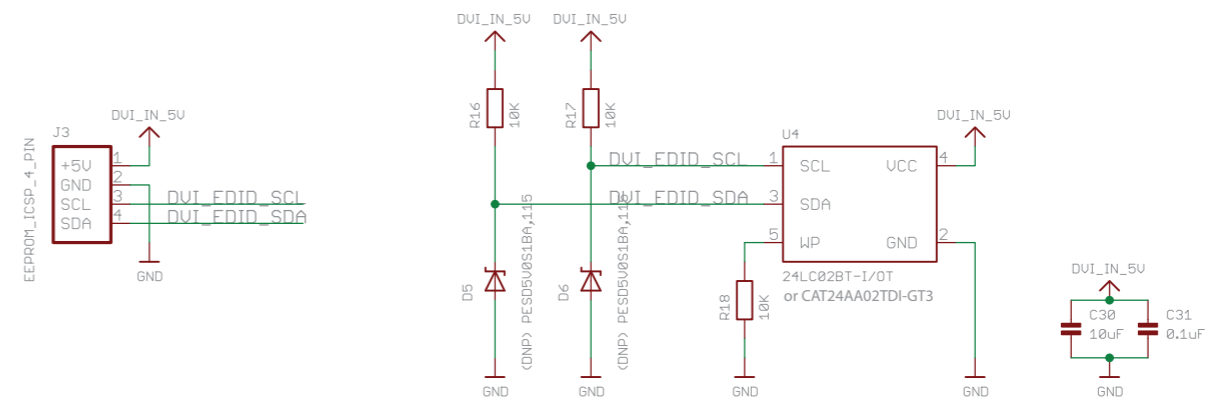 DVI_IN_5V
J3
EEPROM_ICSP_4_PIN
+5V 1
GND 2
SCL 3 DVI_EDID_SCL
SDA 4 DVI_EDID_SDA
GND
DVI_IN_5V DVI_IN_5V
R16 10K
R17 10K
DVI_EDID_SCL
DVI_EDID_SDA
D5
(DNP) PESD5V0S1BA,115
D6
(DNP) PESD5V0S1BA,115
GND
GND
U4
DVI_IN_5V
1 SCL VCC 4
3 SDA
5 WP GND 2
24LC02BT-I/OT
or CAT24AA02TDI-GT3
R18 10K
GND
GND
DVI_IN_5V
C30 C31
10uF 0.1uF
GND